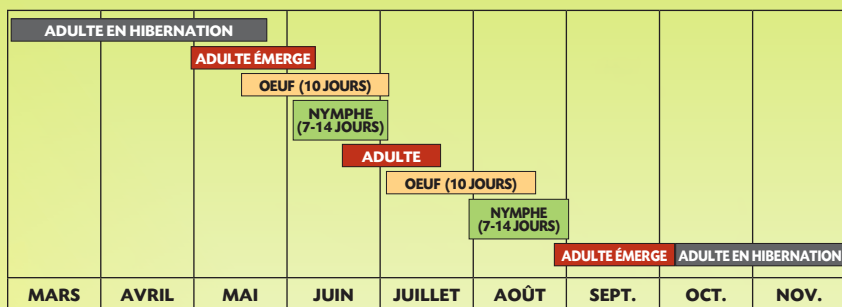 ADULTE EN HIBERNATION
ADULTE ÉMERGE
OEUF (10 JOURS)
NYMPHE
(7-14 JOURS)
ADULTE
OEUF (10 JOURS)
NYMPHE
(7-14 JOURS)
ADULTE ÉMERGE
ADULTE EN HIBERNATION
MARS
AVRIL
MAI
JUIN
JUILLET
AOÛT
SEPT.
OCT.
NOV.